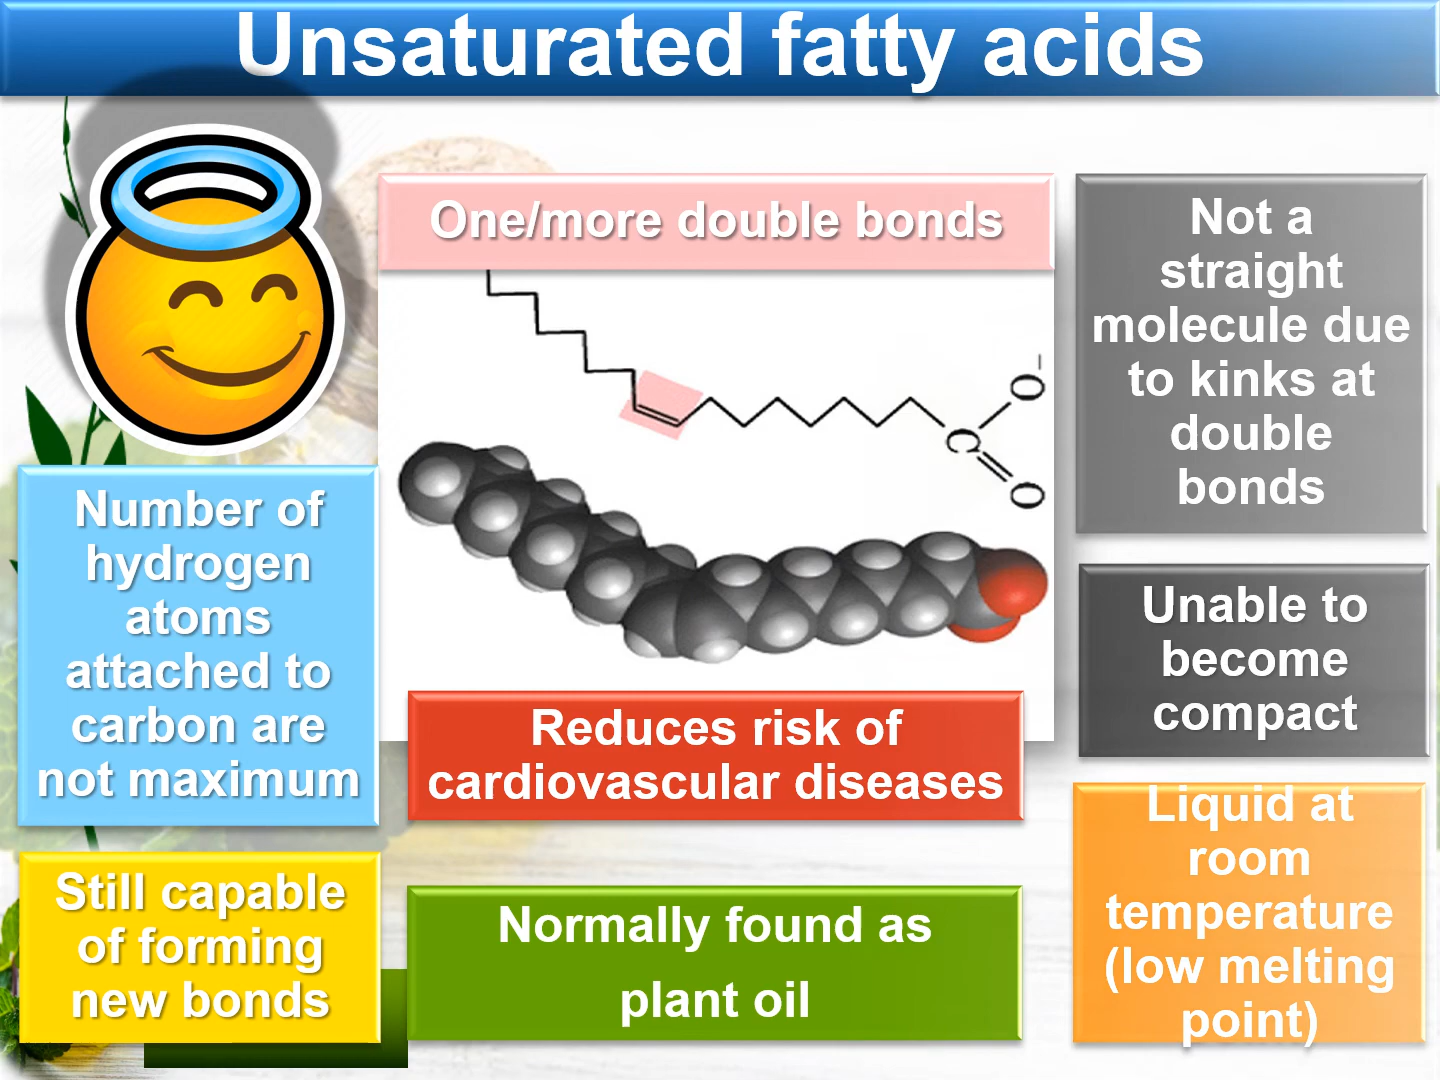 Unsaturated fatty acids
One/more double bonds
Not a
straight
molecule due
to kinks at
double
bonds
O
-
C
O
Number of
hydrogen
atoms
attached to
carbon are
not maximum
Unable to
become
compact
Reduces risk of
cardiovascular diseases
Liquid at
room
temperature
(low melting
point)
Still capable
of forming
new bonds
Normally found as
plant oil